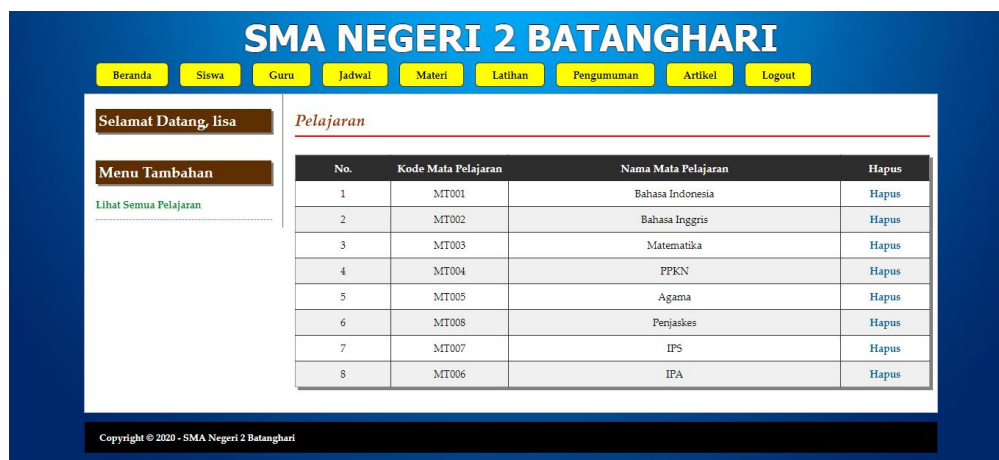 SMA NEGERI 2 BATANGHARI
Beranda Siswa Guru Jadwal Materi Latihan Pengumuman Artikel Logout
Selamat Datang, lisa
Menu Tambahan
Lihat Semua Pelajaran
Pelajaran
No. Kode Mata Pelajaran Nama Mata Pelajaran Hapus
1 MT001 Bahasa Indonesia Hapus
2 MT002 Bahasa Inggris Hapus
3 MT003 Matematika Hapus
4 MT004 PPKN Hapus
5 MT005 Agama Hapus
6 MT008 Penjaskes Hapus
7 MT007 IPS Hapus
8 MT006 IPA Hapus
Copyright © 2020 - SMA Negeri 2 Batanghari